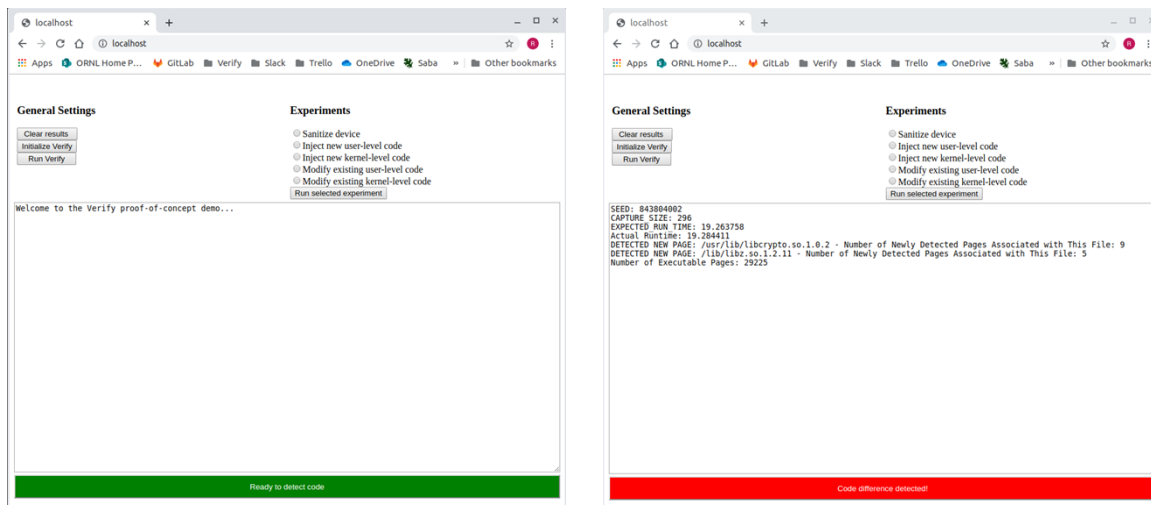 localhost × +
localhost
Apps ORNL Home P... GitLab Verify Slack Trello OneDrive Saba » Other bookmarks
General Settings
Clear results
Initialize Verify
Run Verify
Experiments
Sanitize device
Inject new user-level code
Inject new kernel-level code
Modify existing user-level code
Modify existing kernel-level code
Run selected experiment
Welcome to the Verify proof-of-concept demo...
Ready to detect code
localhost × +
localhost
Apps ORNL Home P... GitLab Verify Slack Trello OneDrive Saba » Other bookmarks
General Settings
Clear results
Initialize Verify
Run Verify
Experiments
Sanitize device
Inject new user-level code
Inject new kernel-level code
Modify existing user-level code
Modify existing kernel-level code
Run selected experiment
SEED: 843804002
CAPTURE SIZE: 296
EXPECTED RUN TIME: 19.263758
Actual Runtime: 19.284411
DETECTED NEW PAGE: /usr/lib/libcrypto.so.1.0.2 - Number of Newly Detected Pages Associated with This File: 9
DETECTED NEW PAGE: /lib/libz.so.1.2.11 - Number of Newly Detected Pages Associated with This File: 5
Number of Executable Pages: 29225
Code difference detected!